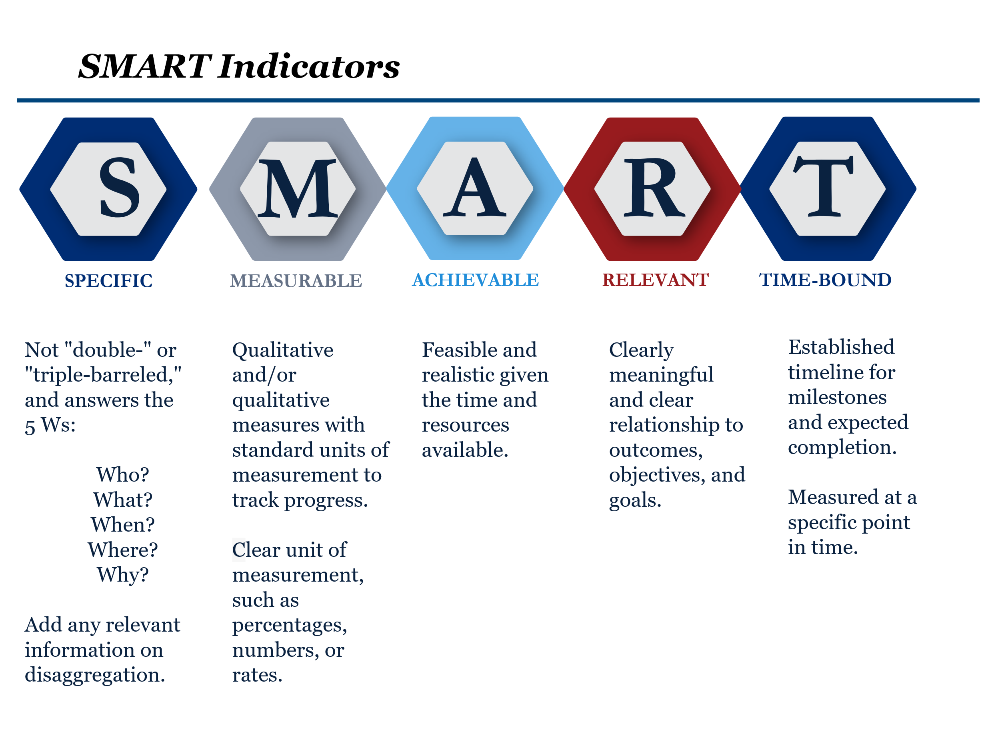 SMART Indicators
S
M
A
R
T
SPECIFIC
MEASURABLE
ACHIEVABLE
RELEVANT
TIME-BOUND
Not "double-" or
"triple-barreled,"
and answers the
5 Ws:
Who?
What?
When?
Where?
Why?
Add any relevant
information on
disaggregation.
Qualitative
and/or
qualitative
measures with
standard units of
measurement to
track progress.
Clear unit of
measurement,
such as
percentages,
numbers, or
rates.
Feasible and
realistic given
the time and
resources
available.
Clearly
meaningful
and clear
relationship to
outcomes,
objectives, and
goals.
Established
timeline for
milestones
and expected
completion.
Measured at a
specific point
in time.